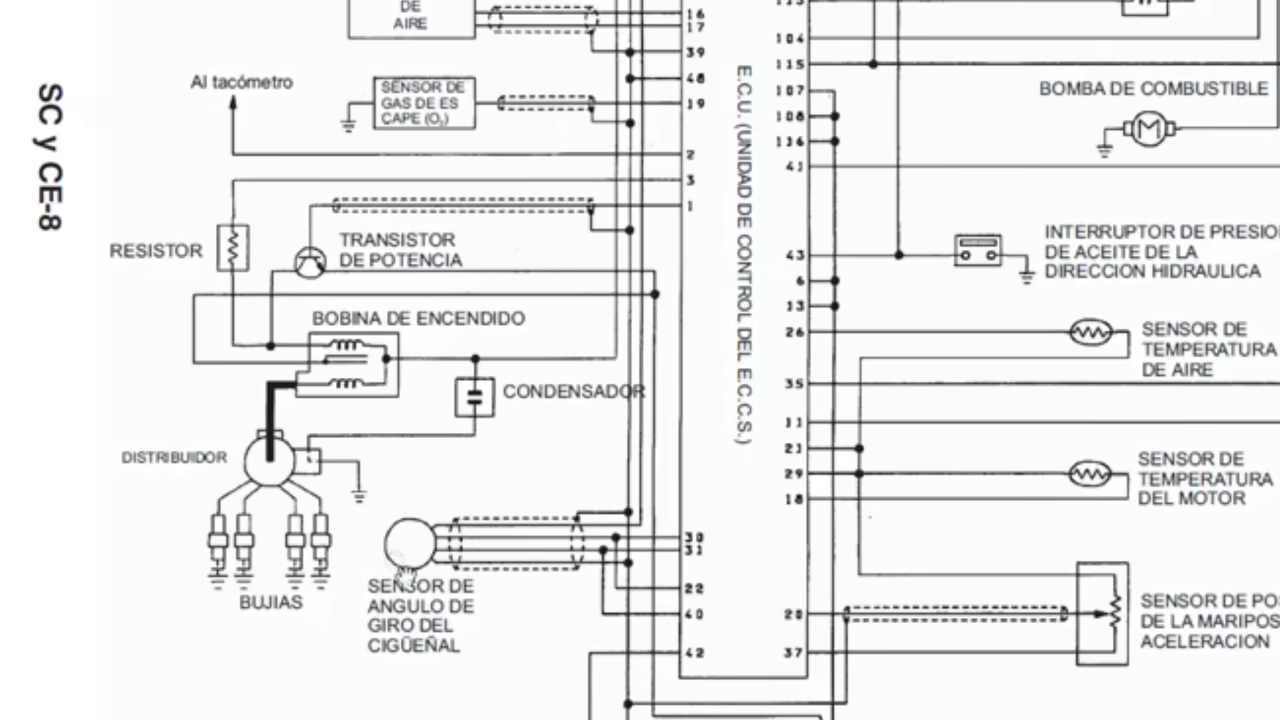 SC y CE-8
DE
AIRE
Al tacómetro
SENSOR DE
GAS DE ES
CAPE (O₂)
RESISTOR
TRANSISTOR
DE POTENCIA
BOBINA DE ENCENDIDO
CONDENSADOR
DISTRIBUIDOR
BUJIAS
SENSOR DE
ANGULO DE
GIRO DEL
CIGÜEÑAL
16
17
39
48
19
2
3
1
30
31
22
40
42
E.C.U. (UNIDAD DE CONTROL DEL E.C.C.S.)
104
115
107
108
116
41
43
6
13
26
35
11
21
29
18
20
37
BOMBA DE COMBUSTIBLE
M
INTERRUPTOR DE PRESIO
DE ACEITE DE LA
DIRECCION HIDRAULICA
SENSOR DE
TEMPERATURA
DE AIRE
SENSOR DE
TEMPERATURA
DEL MOTOR
SENSOR DE PO
DE LA MARIPOS
ACELERACION